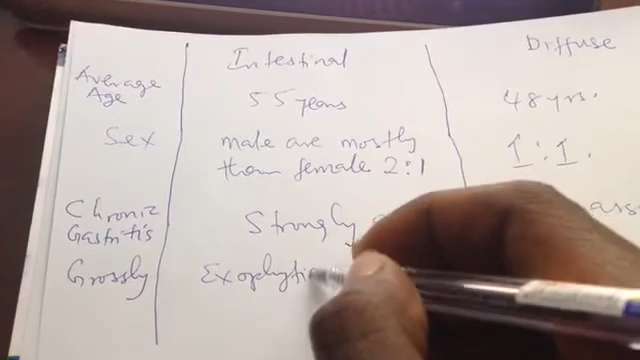 Intestinal
Diffuse
Average
Age
55 years
48 yrs.
Sex
male are mostly
than female 2:1
1:1.
Chronic
Gastritis
Strongly
Grossly